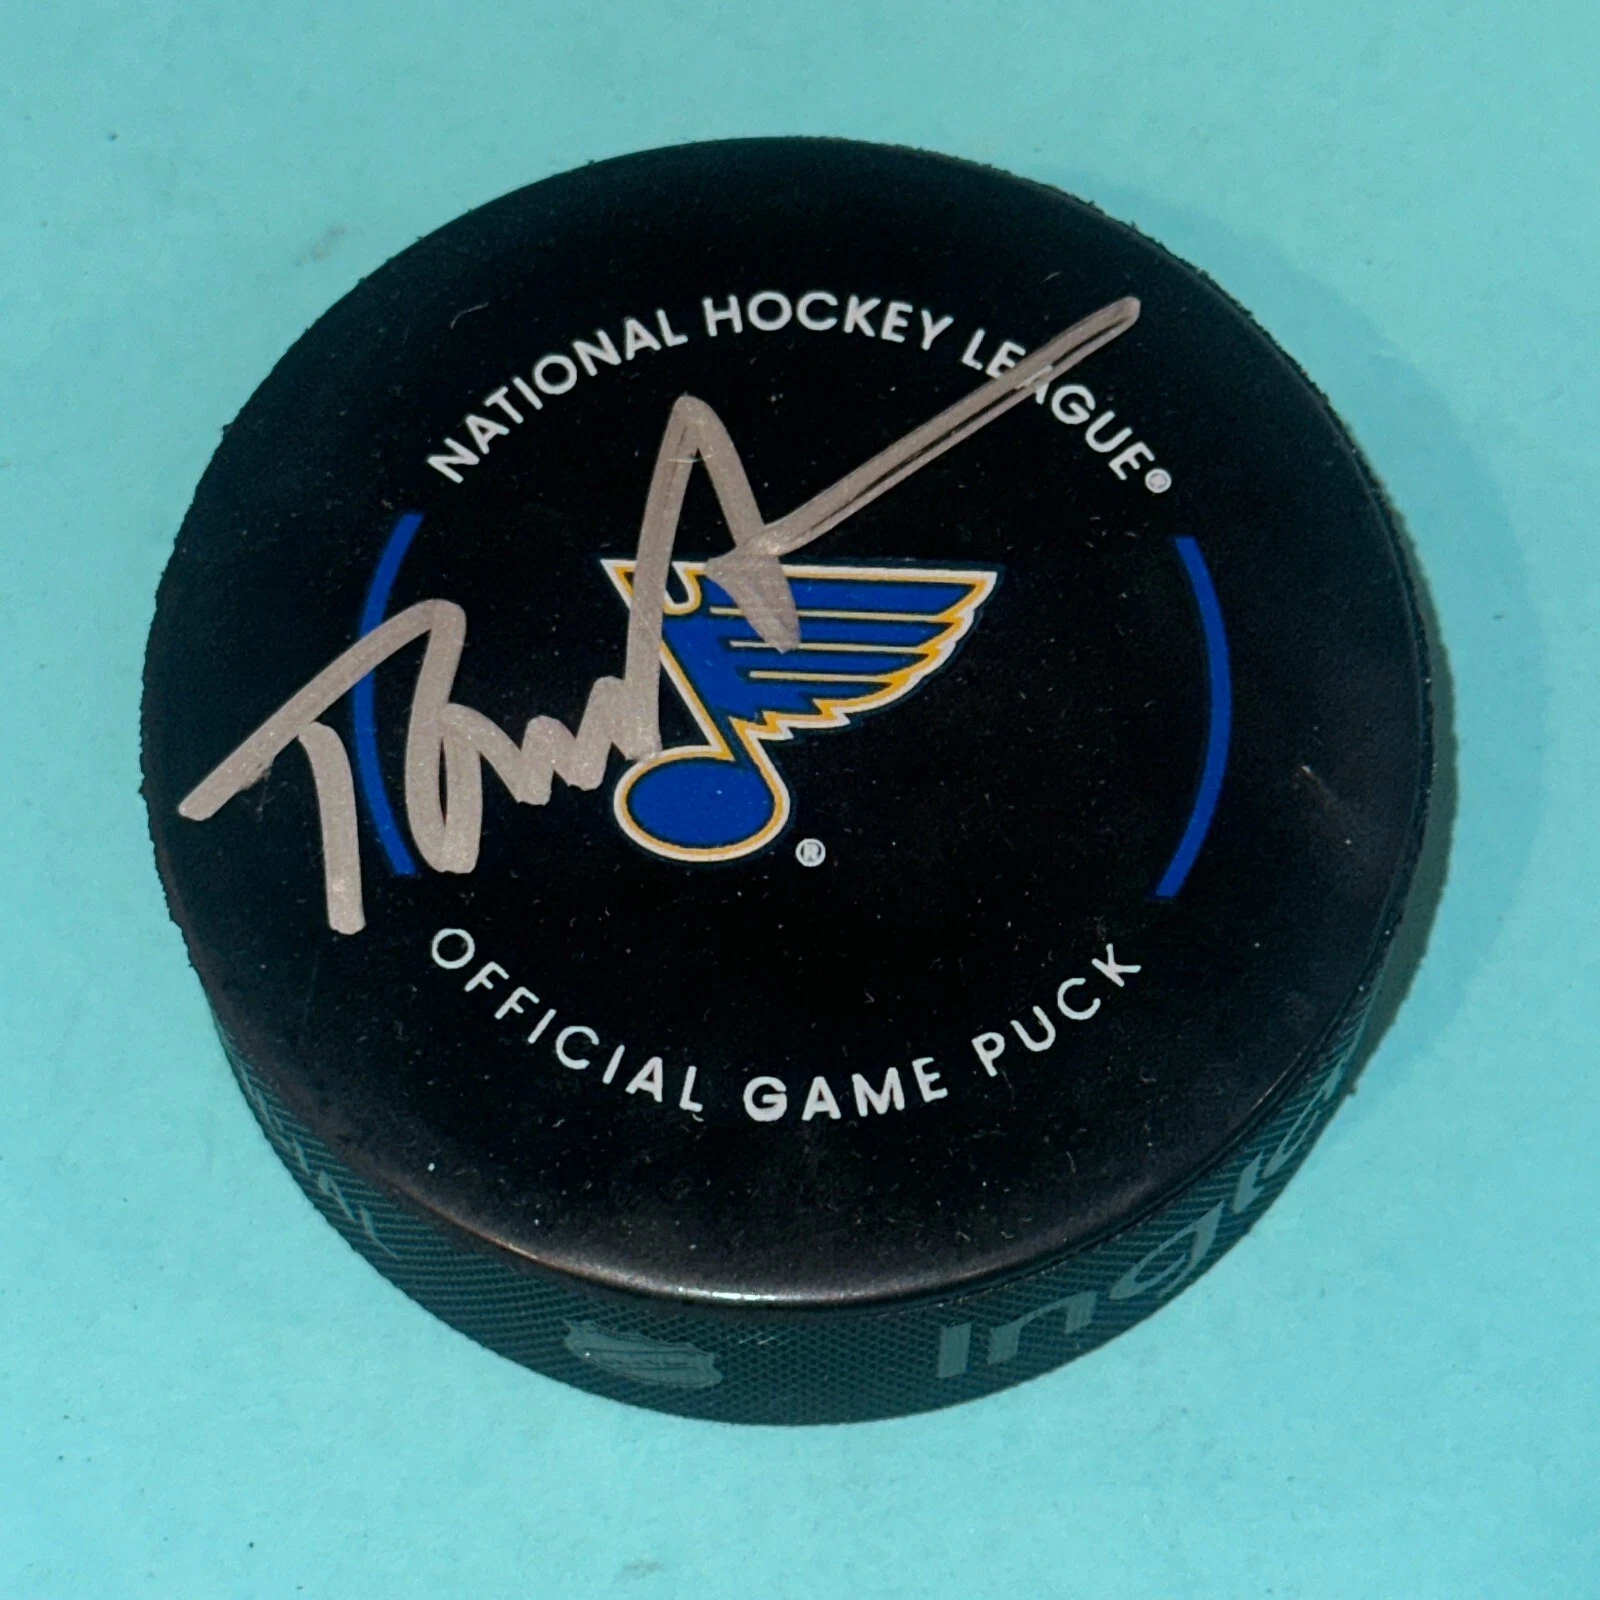 NATIONAL HOCKEY LEAGUE®
®
OFFICIAL GAME PUCK